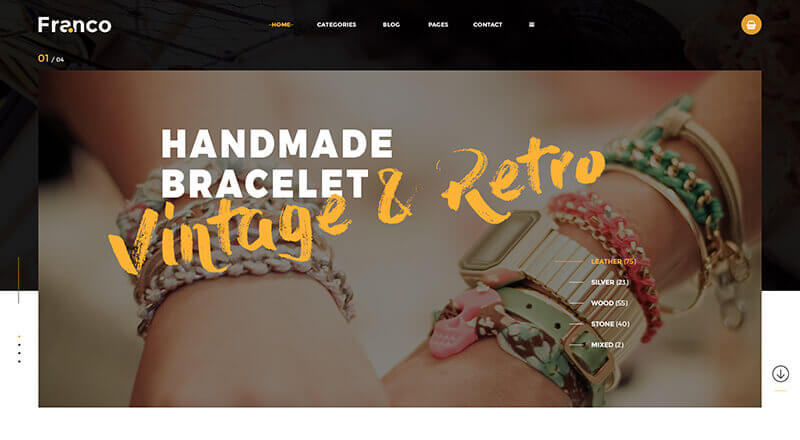 Franco
HOME CATEGORIES BLOG PAGES CONTACT
01 / 04
HANDMADE
BRACELET
Vintage & Retro
LEATHER (75)
SILVER (23)
WOOD (55)
STONE (40)
MIXED (2)